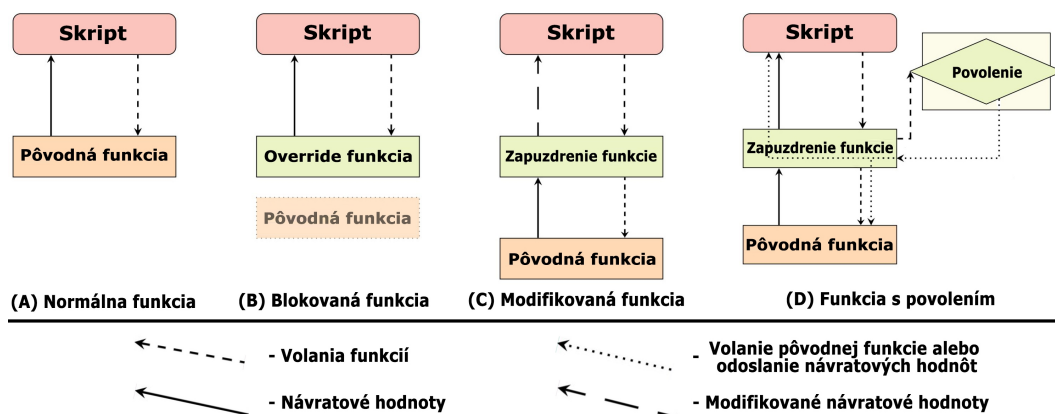 Skript
Pôvodná funkcia
(A) Normálna funkcia
Skript
Override funkcia
Pôvodná funkcia
(B) Blokovaná funkcia
Skript
Zapuzdrenie funkcie
Pôvodná funkcia
(C) Modifikovaná funkcia
Skript
Povolenie
Zapuzdrenie funkcie
Pôvodná funkcia
(D) Funkcia s povolením
- Volania funkcií
- Volanie pôvodnej funkcie alebo
odoslanie návratových hodnôt
- Návratové hodnoty
- Modifikované návratové hodnoty